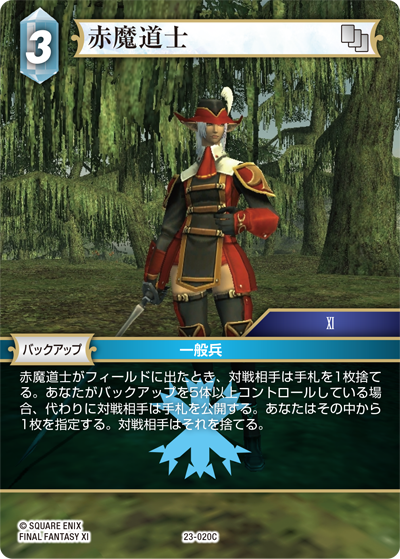 3
赤魔道士
XI
バックアップ
一般兵
赤魔道士がフィールドに出たとき、対戦相手は手札を1枚捨て
る。あなたがバックアップを5体以上コントロールしている場
合、代わりに対戦相手は手札を公開する。あなたはその中から
1枚を指定する。対戦相手はそれを捨てる。
© SQUARE ENIX
FINAL FANTASY XI
23-020C